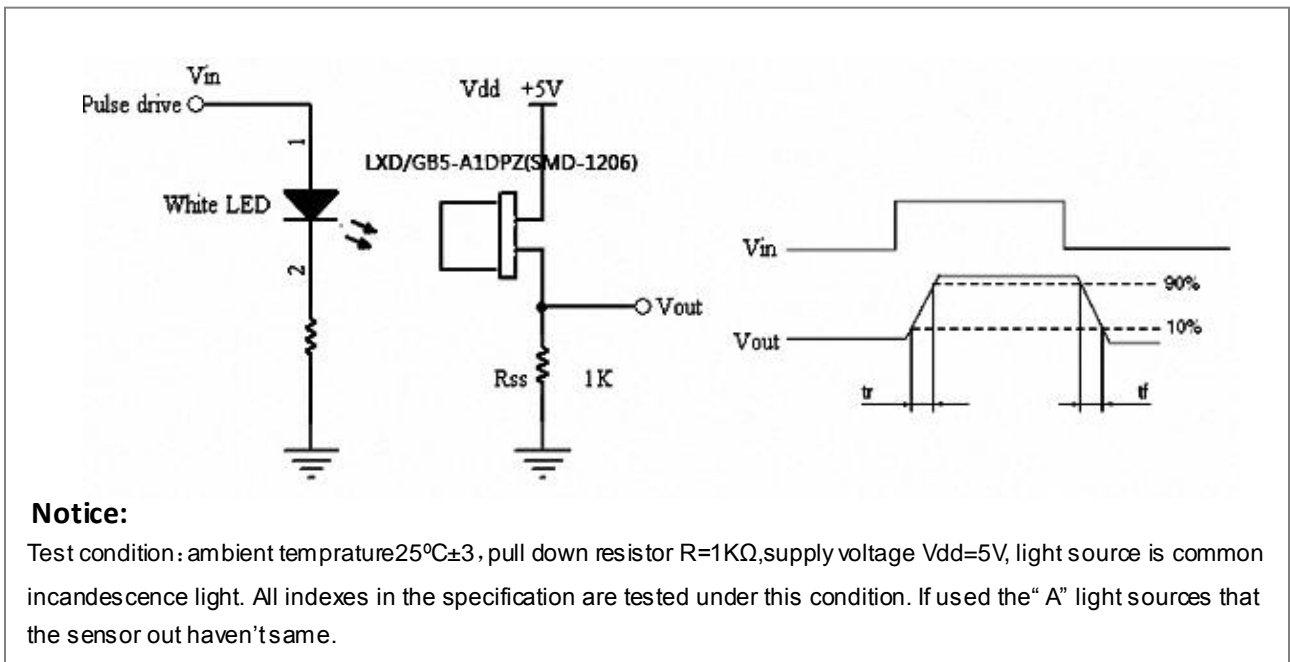 Vin
Pulse drive
1
White LED
2
Vdd +5V
LXD/GB5-A1DPZ(SMD-1206)
Vout
Rss 1K
Vin
90%
Vout
10%
tr
tf
Notice:
Test condition：ambient temprature25⁰C±3，pull down resistor R=1KΩ,supply voltage Vdd=5V, light source is common
incandescence light. All indexes in the specification are tested under this condition. If used the“ A” light sources that
the sensor out haven’t same.